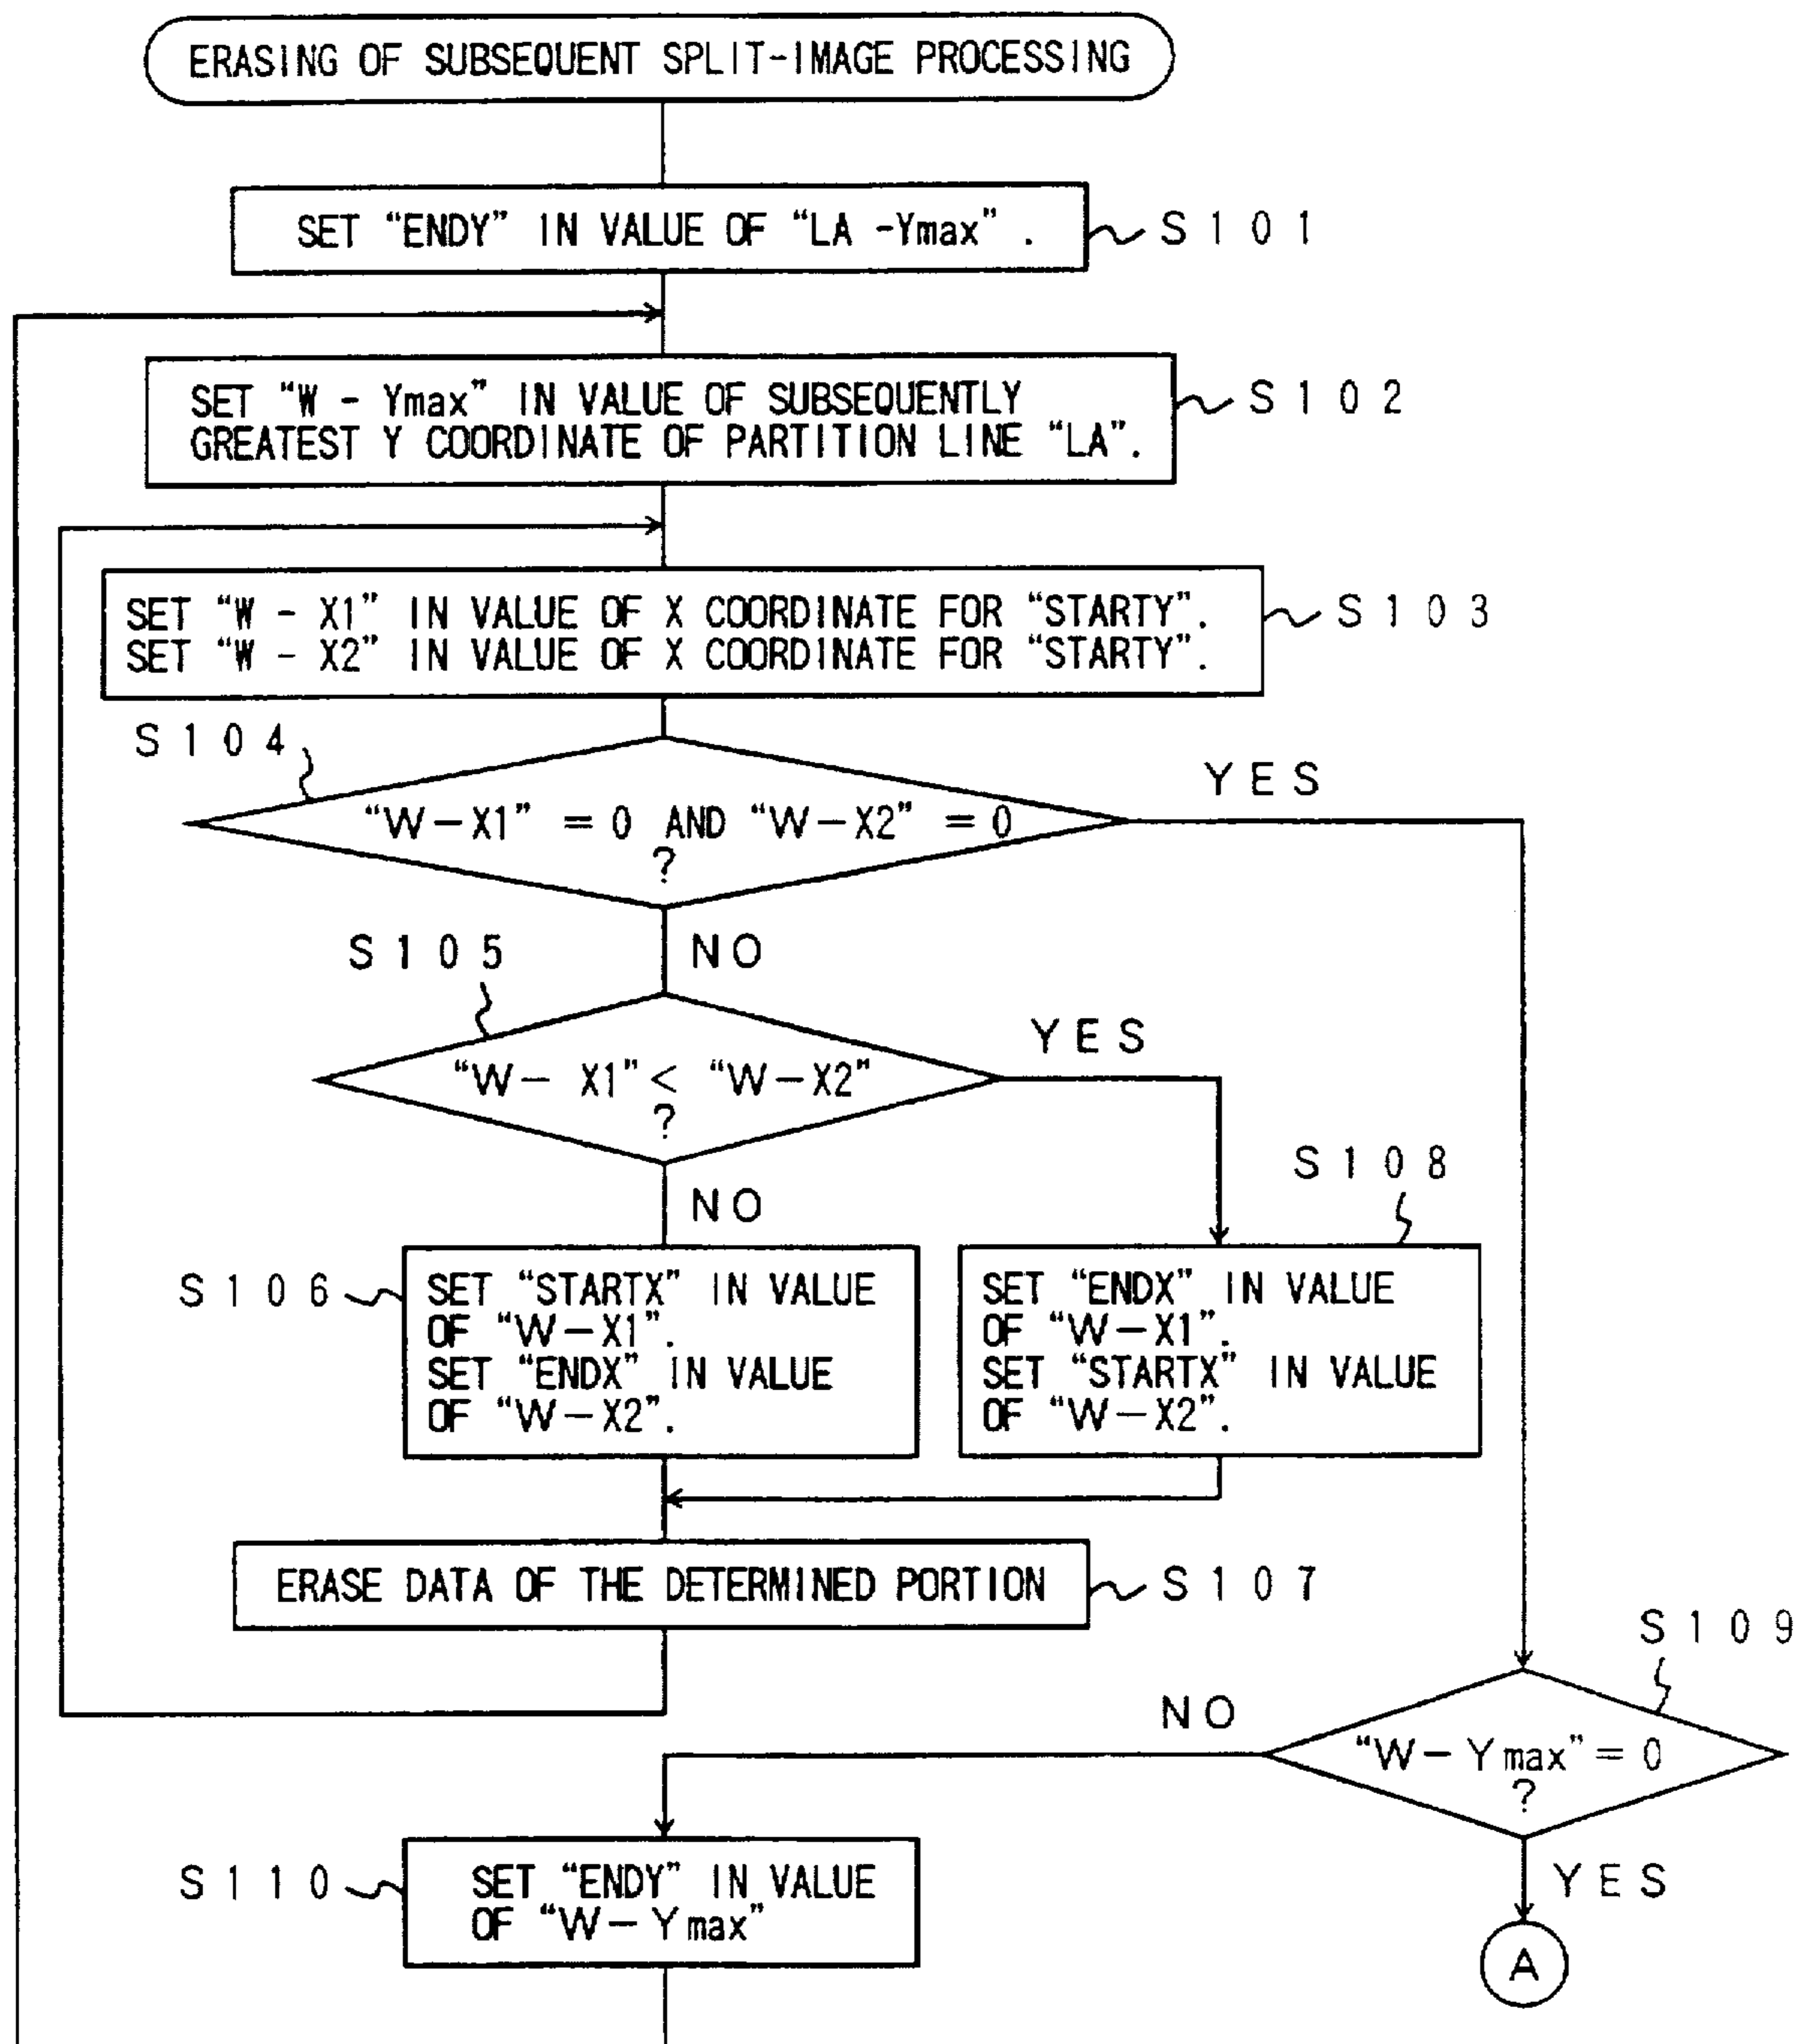 ERASING OF SUBSEQUENT SPLIT-IMAGE PROCESSING
SET “ENDY” IN VALUE OF “LA -Ymax” .
S101
SET “W - Ymax” IN VALUE OF SUBSEQUENTLY
GREATEST Y COORDINATE OF PARTITION LINE “LA”.
S102
SET “W - X1” IN VALUE OF X COORDINATE FOR “STARTY”.
SET “W - X2” IN VALUE OF X COORDINATE FOR “STARTY”.
S103
S104
“W-X1” = 0 AND “W-X2” = 0
?
YES
NO
S105
“W- X1” < “W-X2”
?
YES
NO
S106
SET “STARTX” IN VALUE
OF “W-X1”.
SET “ENDX” IN VALUE
OF “W-X2”.
S108
SET “ENDX” IN VALUE
OF “W-X1”.
SET “STARTX” IN VALUE
OF “W-X2”.
ERASE DATA OF THE DETERMINED PORTION
S107
S109
“W- Ymax” = 0
?
NO
YES
S110
SET “ENDY” IN VALUE
OF “W- Ymax”
A